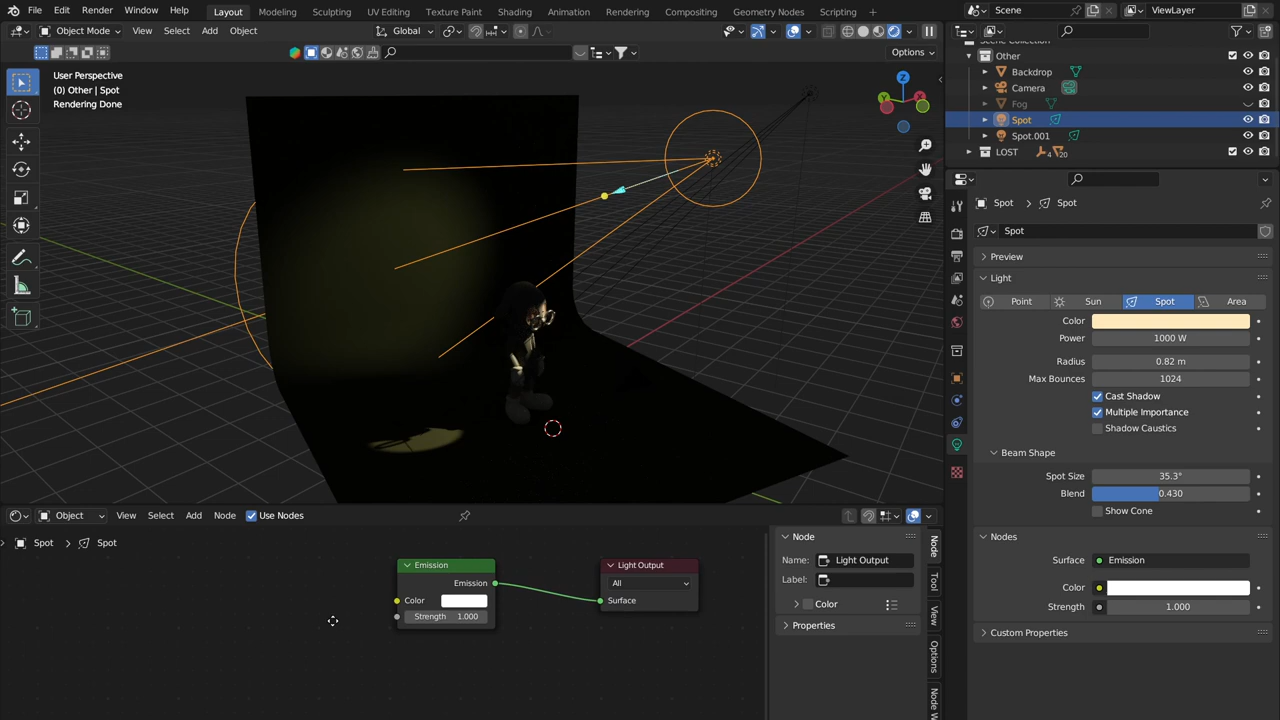 File Edit Render Window Help Layout Modeling Sculpting UV Editing Texture Paint Shading Animation Rendering Compositing Geometry Nodes Scripting Scene ViewLayer
Object Mode View Select Add Object Global
Options
User Perspective
(0) Other | Spot
Rendering Done
Z
Y
X
Other
Backdrop
Camera
Fog
Spot
Spot.001
LOST 4 20
Spot Spot
Spot
Preview
Light
Point Sun Spot Area
Color
Power 1000 W
Radius 0.82 m
Max Bounces 1024
Cast Shadow
Multiple Importance
Shadow Caustics
Beam Shape
Spot Size 35.3°
Blend 0.430
Show Cone
Nodes
Surface Emission
Color
Strength 1.000
Custom Properties
Object View Select Add Node Use Nodes
Spot Spot
Emission
Emission
Color
Strength 1.000
Light Output
All
Surface
Node
Name: Light Output
Label:
Color
Properties
Node
Tool
View
Options
Node W